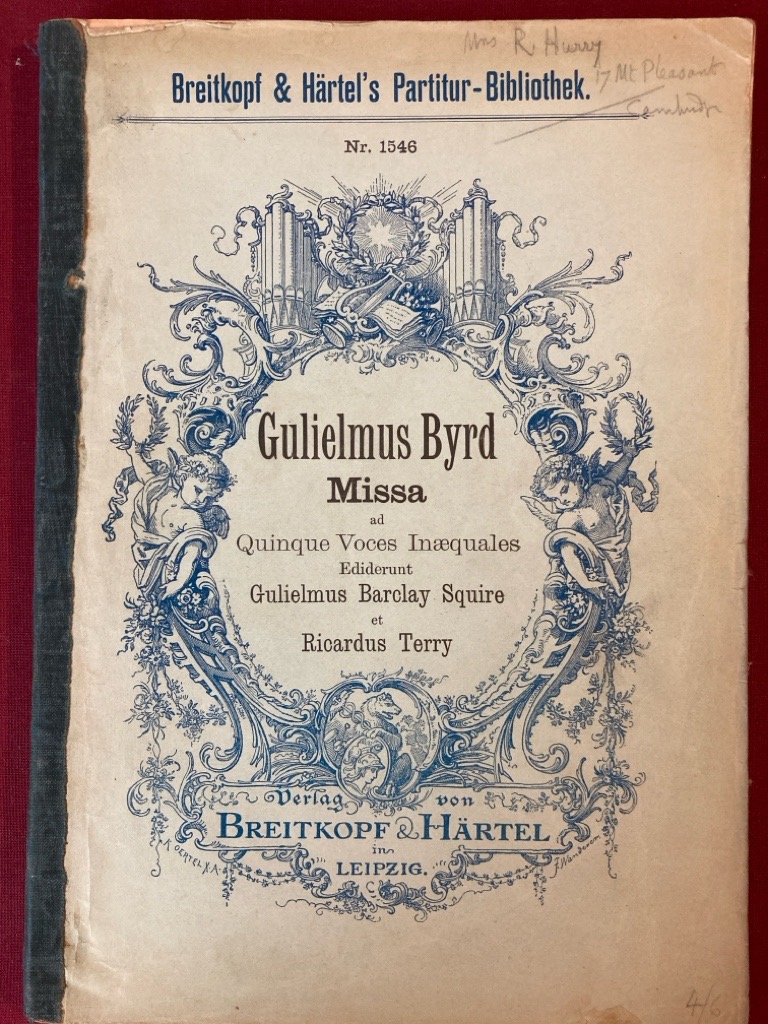 Mrs R. Hurry
17 Mt Pleasant
Cambridge
Breitkopf & Härtel's Partitur-Bibliothek.
Nr. 1546
Gulielmus Byrd
Missa
ad
Quinque Voces Inæquales
Ediderunt
Gulielmus Barclay Squire
et
Ricardus Terry
Verlag von
BREITKOPF & HÄRTEL
in
LEIPZIG.
4/6